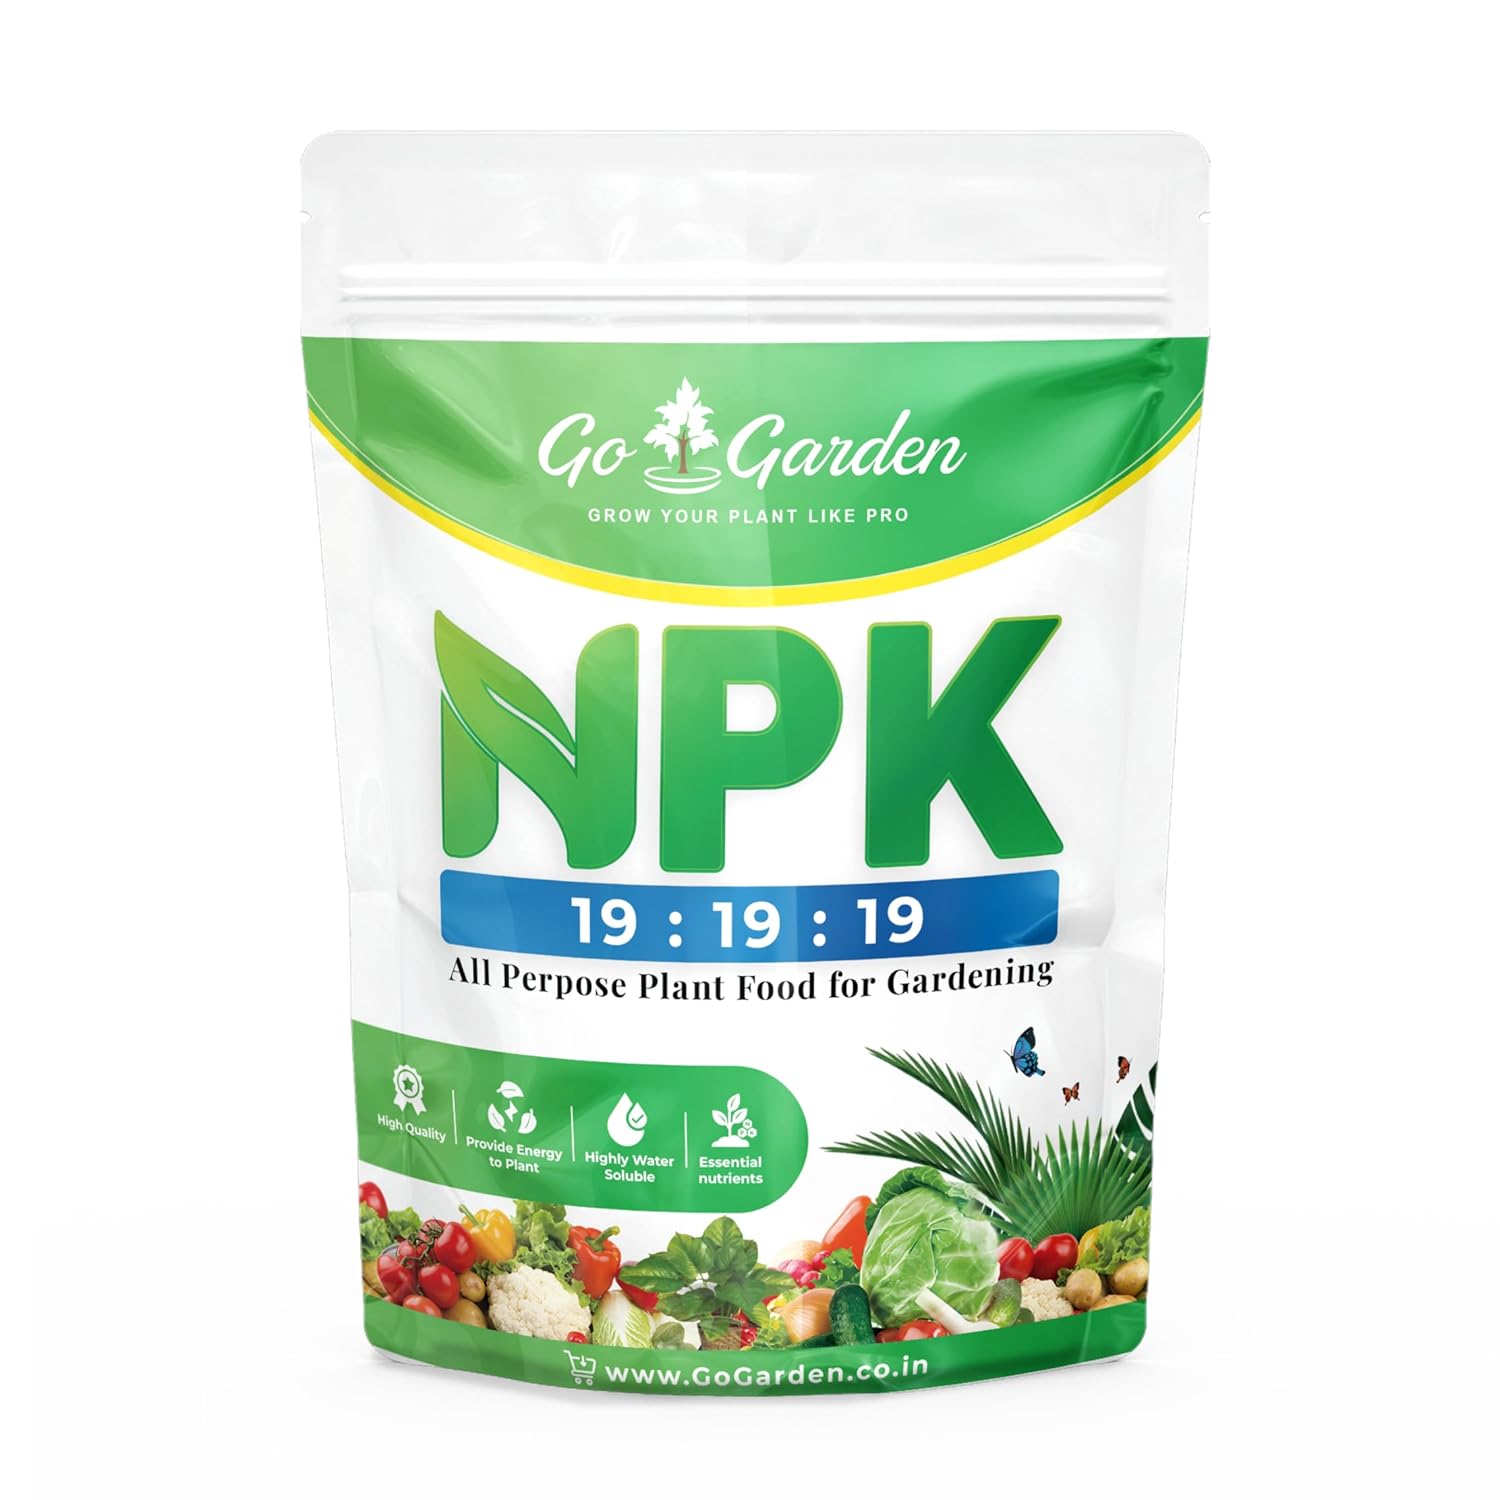 Go Garden
GROW YOUR PLANT LIKE PRO
NPK
19 : 19 : 19
All Perpose Plant Food for Gardening
High Quality
Provide Energy
to Plant
Highly Water
Soluble
N
P K
Essential
nutrients
www.GoGarden.co.in